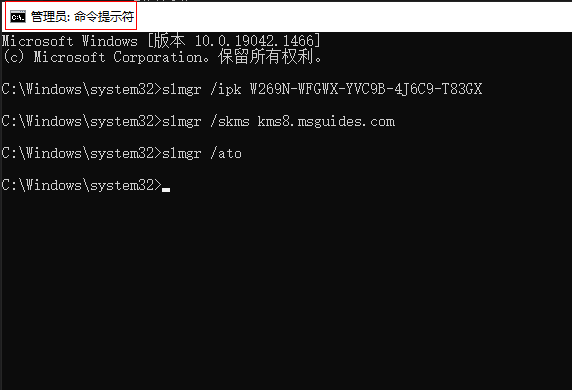 管理员: 命令提示符
Microsoft Windows [版本 10.0.19042.1466]
(c) Microsoft Corporation。保留所有权利。
C:\Windows\system32>slmgr /ipk W269N-WFGWX-YVC9B-4J6C9-T83GX
C:\Windows\system32>slmgr /skms kms8.msguides.com
C:\Windows\system32>slmgr /ato
C:\Windows\system32>